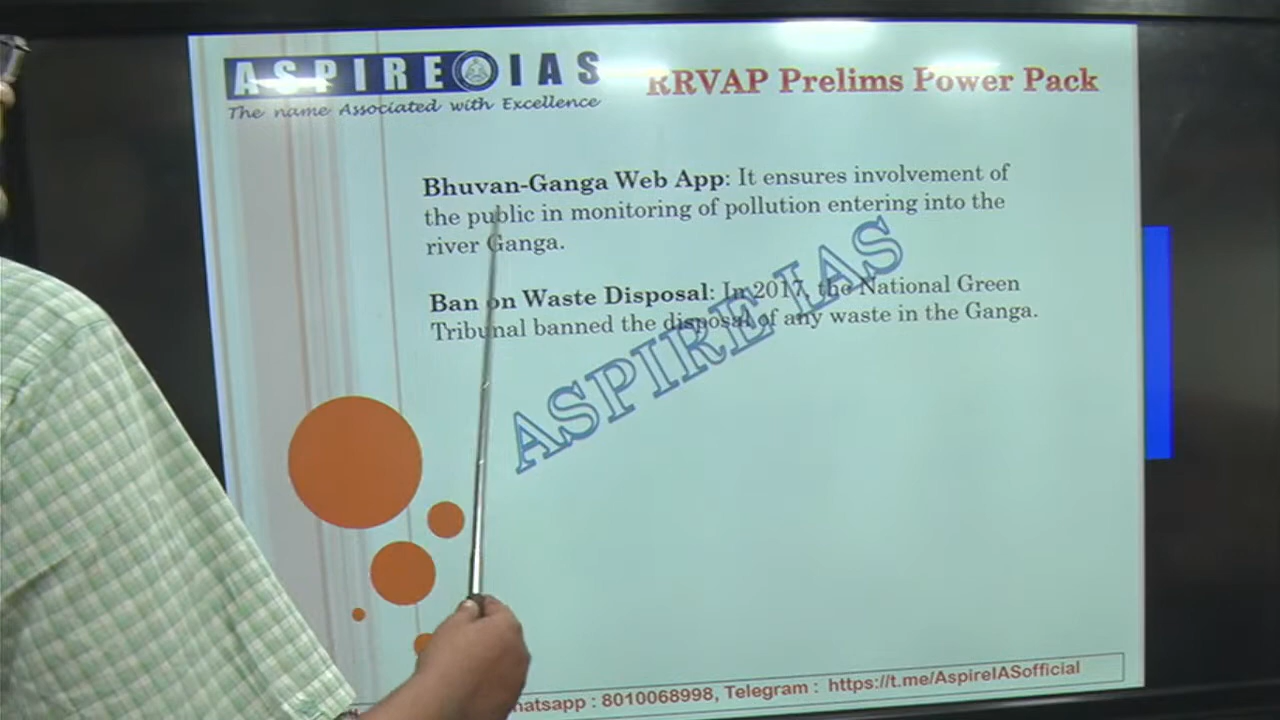 ASPIRE IAS
The name Associated with Excellence
RRVAP Prelims Power Pack
Bhuvan-Ganga Web App: It ensures involvement of
the public in monitoring of pollution entering into the
river Ganga.
Ban on Waste Disposal: In 2017, the National Green
Tribunal banned the disposal of any waste in the Ganga.
ASPIRE IAS
hatsapp : 8010068998, Telegram : https://t.me/AspireIASofficial